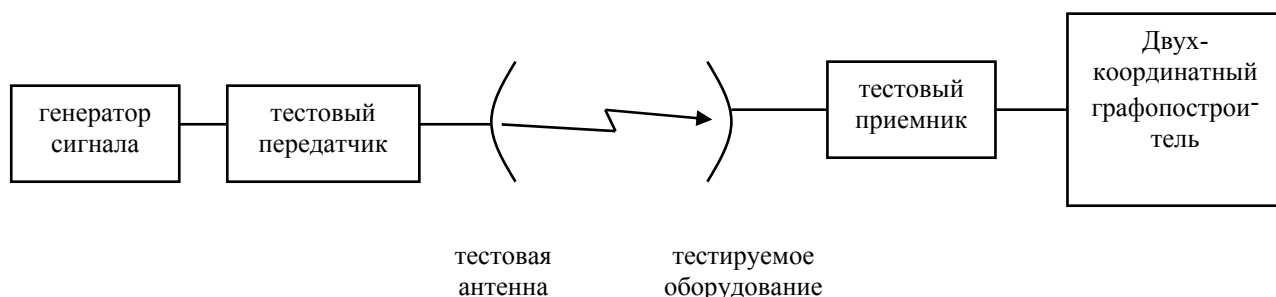 генератор
сигнала
тестовый
передатчик
тестовый
приемник
Двух-
координатный
графопострои-
тель
тестовая
антенна
тестируемое
оборудование